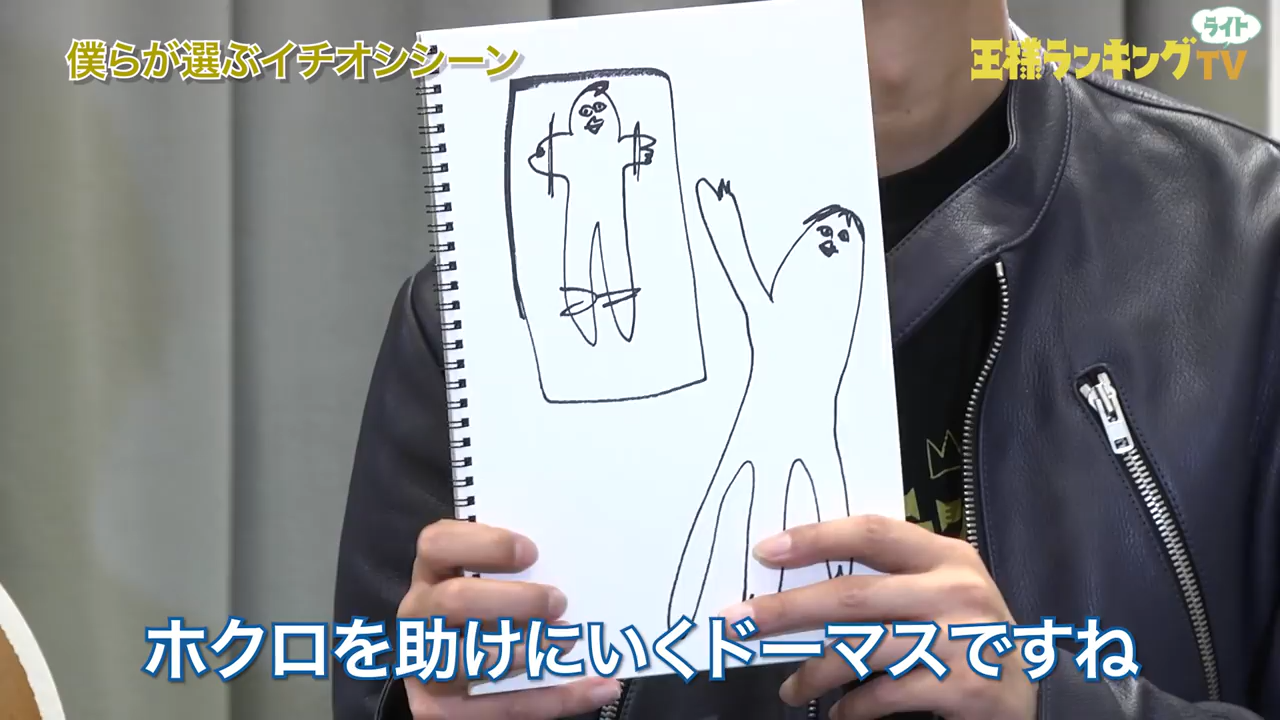 僕らが選ぶイチオシシーン
ライト
王様ランキングTV
ホクロを助けにいくドーマスですね